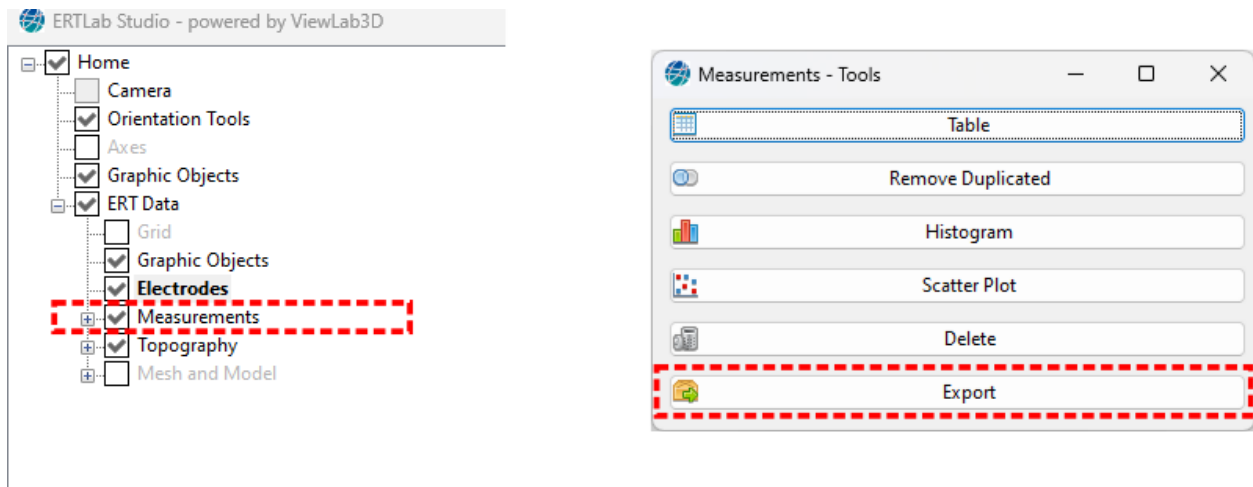 ERTLab Studio - powered by ViewLab3D
Home
Camera
Orientation Tools
Axes
Graphic Objects
ERT Data
Grid
Graphic Objects
Electrodes
Measurements
Topography
Mesh and Model
Measurements - Tools
Table
Remove Duplicated
Histogram
Scatter Plot
Delete
Export